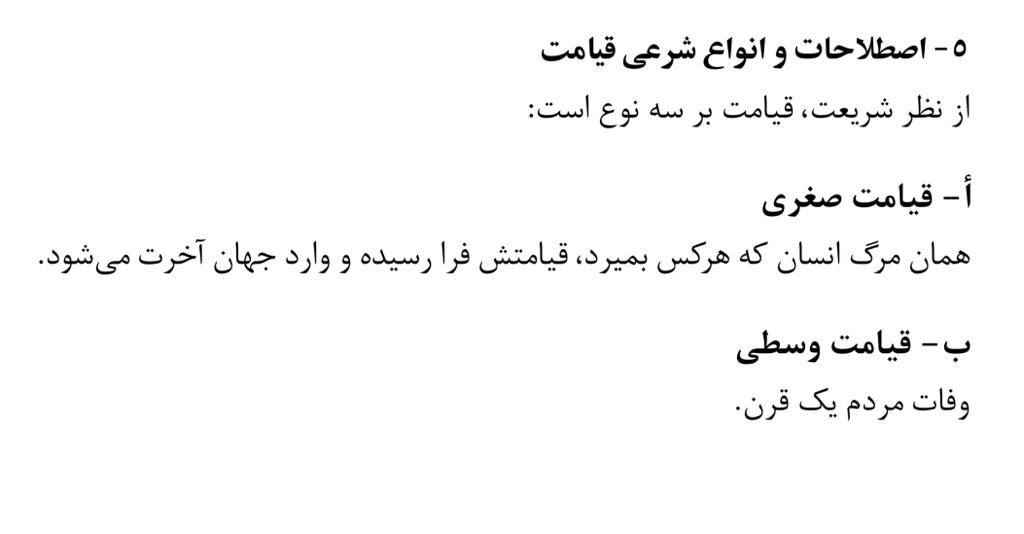 ۵- اصطلاحات و انواع شرعی قیامت
از نظر شریعت، قیامت بر سه نوع است:
أ- قیامت صغری
همان مرگ انسان که هرکس بمیرد، قیامتش فرا رسیده و وارد جهان آخرت می‌شود.
ب- قیامت وسطی
وفات مردم یک قرن.